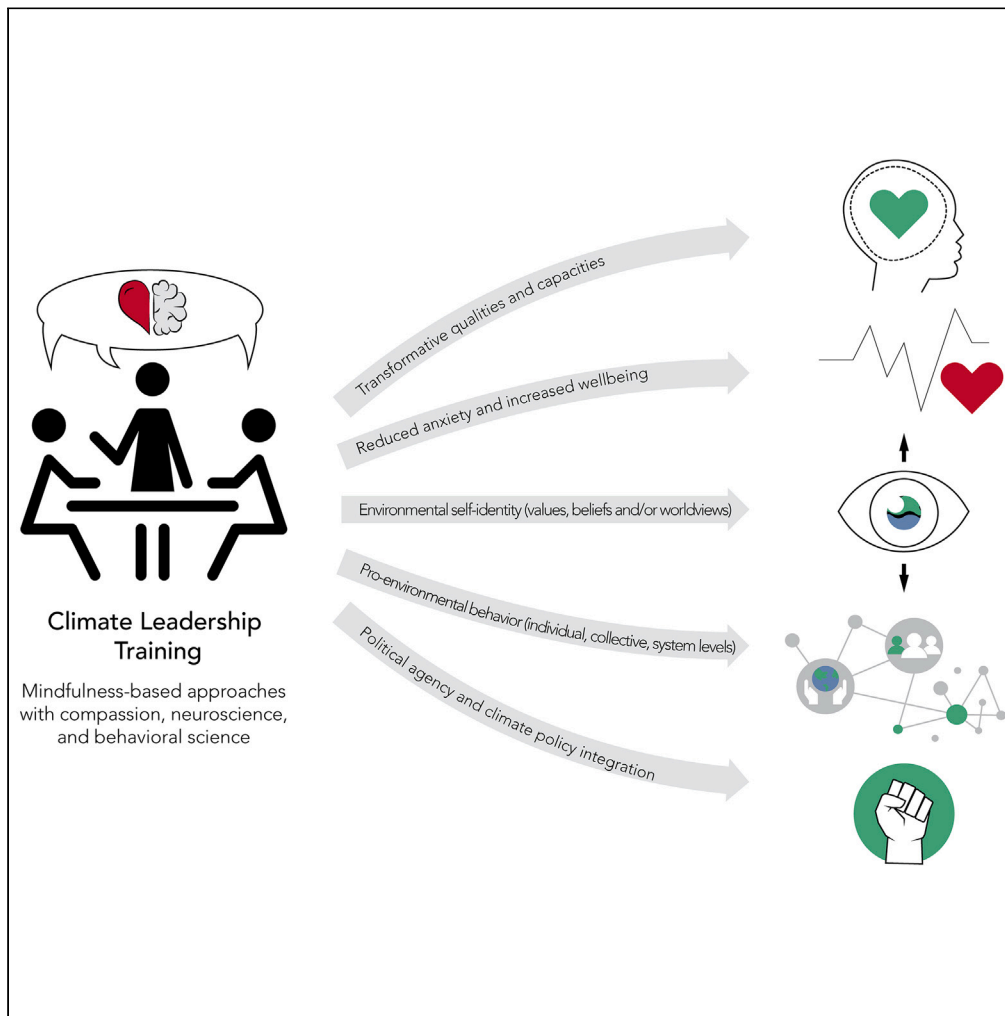 Transformative qualities and capacities
Reduced anxiety and increased wellbeing
Environmental self-identity (values, beliefs and/or worldviews)
Pro-environmental behavior (individual, collective, system levels)
Political agency and climate policy integration
Climate Leadership
Training
Mindfulness-based approaches
with compassion, neuroscience,
and behavioral science